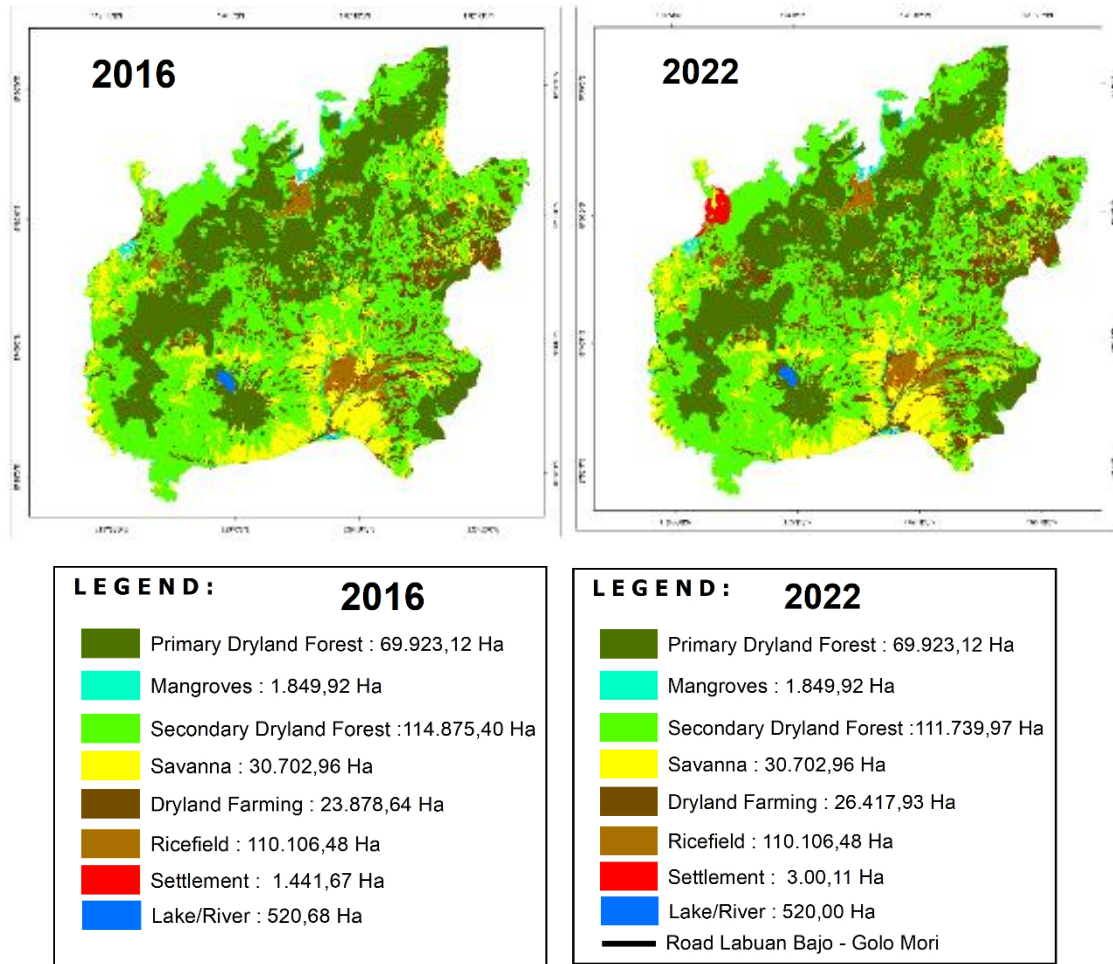 2016
2022
LEGEND:
2016
Primary Dryland Forest : 69.923,12 Ha
Mangroves : 1.849,92 Ha
Secondary Dryland Forest :114.875,40 Ha
Savanna : 30.702,96 Ha
Dryland Farming : 23.878,64 Ha
Ricefield : 110.106,48 Ha
Settlement : 1.441,67 Ha
Lake/River : 520,68 Ha
LEGEND:
2022
Primary Dryland Forest : 69.923,12 Ha
Mangroves : 1.849,92 Ha
Secondary Dryland Forest :111.739,97 Ha
Savanna : 30.702,96 Ha
Dryland Farming : 26.417,93 Ha
Ricefield : 110.106,48 Ha
Settlement : 3.00,11 Ha
Lake/River : 520,00 Ha
Road Labuan Bajo - Golo Mori